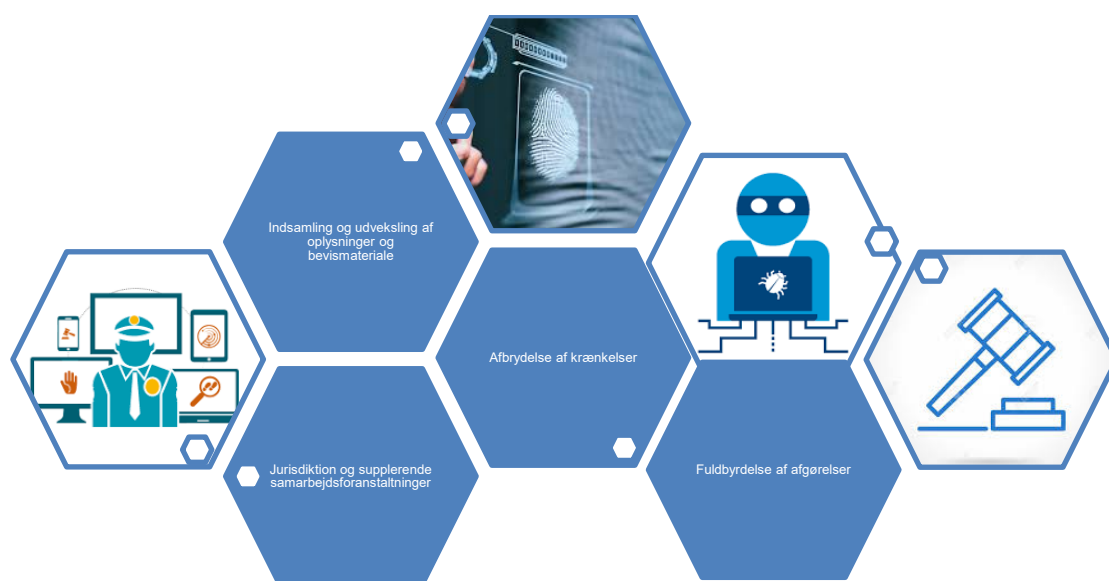 Indsamling og udveksling af
oplysninger og
bevismateriale
Afbrydelse af krænkelser
Jurisdiktion og supplerende
samarbejdsforanstaltninger
Fuldbyrdelse af afgørelser